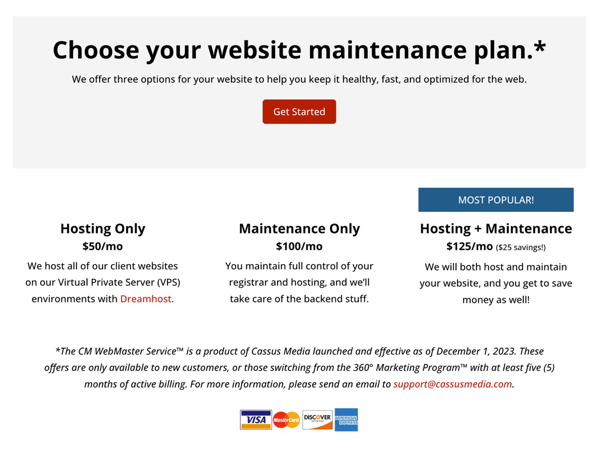 Choose your website maintenance plan.*
We offer three options for your website to help you keep it healthy, fast, and optimized for the web.
Get Started
Hosting Only
$50/mo
We host all of our client websites
on our Virtual Private Server (VPS)
environments with Dreamhost.
Maintenance Only
$100/mo
You maintain full control of your
registrar and hosting, and we'll
take care of the backend stuff.
MOST POPULAR!
Hosting + Maintenance
$125/mo ($25 savings!)
We will both host and maintain
your website, and you get to save
money as well!
*The CM WebMaster Service™ is a product of Cassus Media launched and effective as of December 1, 2023. These
offers are only available to new customers, or those switching from the 360° Marketing Program™ with at least five (5)
months of active billing. For more information, please send an email to support@cassusmedia.com.
VISA MasterCard DISCOVER AMERICAN EXPRESS